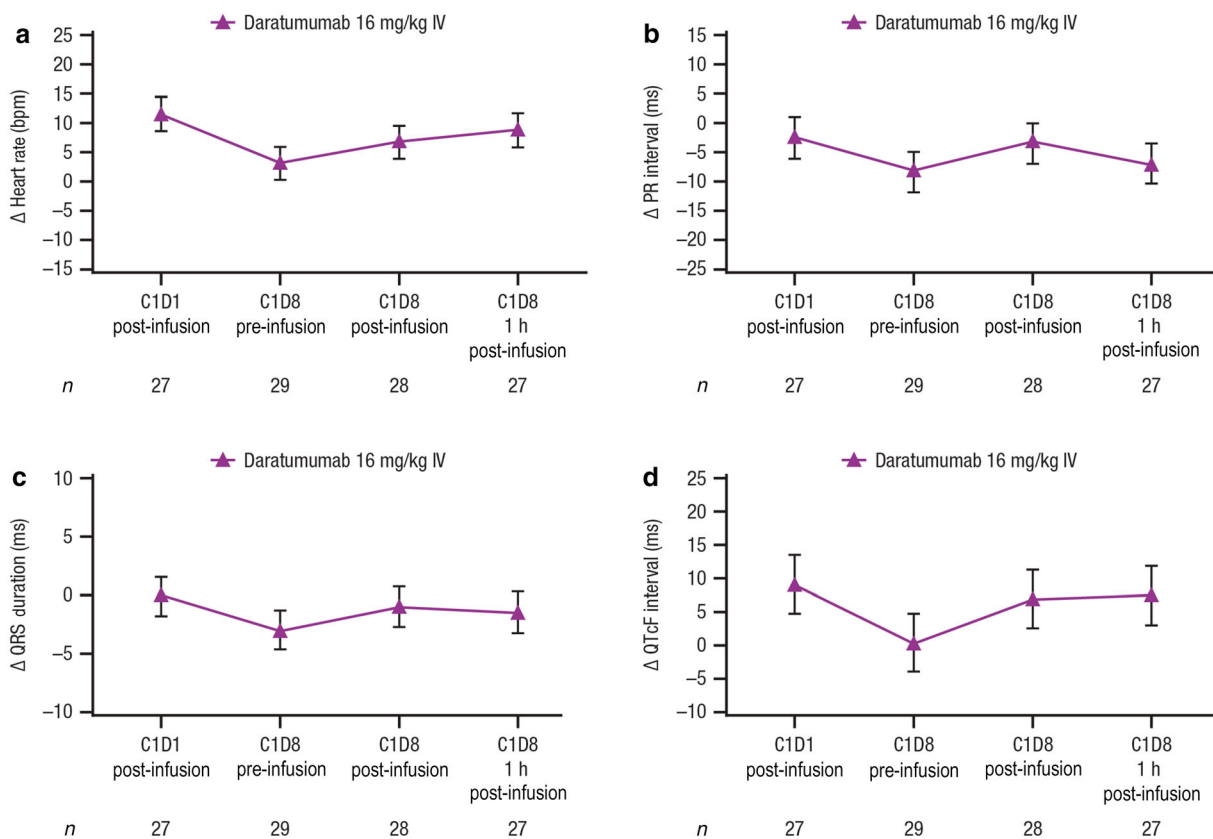 a
Daratumumab 16 mg/kg IV
Δ Heart rate (bpm)
25
20
15
10
5
0
–5
–10
–15
C1D1 C1D8 C1D8 C1D8
post-infusion pre-infusion post-infusion 1 h
post-infusion
n 27 29 28 27
b
Daratumumab 16 mg/kg IV
Δ PR interval (ms)
15
10
5
0
–5
–10
–15
–20
–25
C1D1 C1D8 C1D8 C1D8
post-infusion pre-infusion post-infusion 1 h
post-infusion
n 27 29 28 27
c
Daratumumab 16 mg/kg IV
Δ QRS duration (ms)
10
5
0
–5
–10
C1D1 C1D8 C1D8 C1D8
post-infusion pre-infusion post-infusion 1 h
post-infusion
n 27 29 28 27
d
Daratumumab 16 mg/kg IV
Δ QTcF interval (ms)
25
20
15
10
5
0
–5
–10
C1D1 C1D8 C1D8 C1D8
post-infusion pre-infusion post-infusion 1 h
post-infusion
n 27 29 28 27